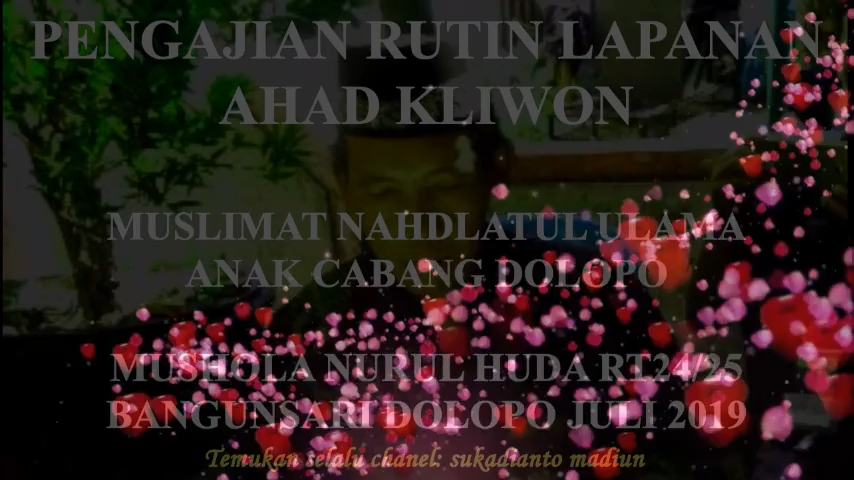 PENGAJIAN RUTIN LAPANAN
AHAD KLIWON
MUSLIMAT NAHDLATUL ULAMA
ANAK CABANG DOLOPO
MUSHOLA NURUL HUDA RT24/25
BANGUNSARI DOLOPO JULI 2019
Temukan selalu chanel: sukadianto madiun